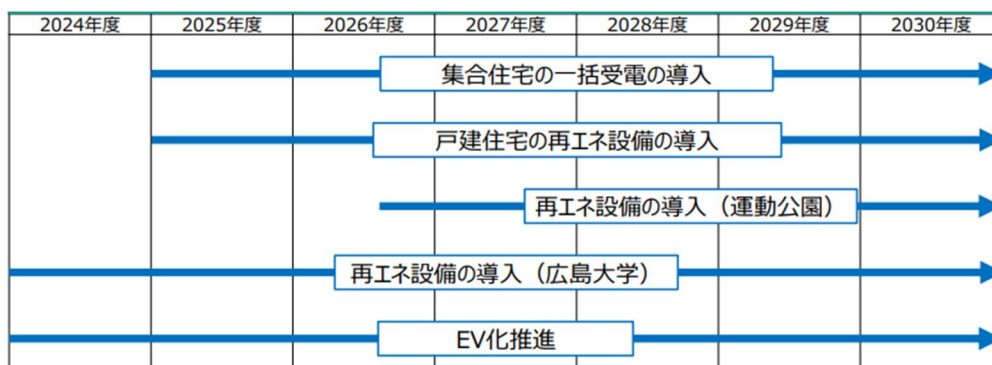 2024年度 2025年度 2026年度 2027年度 2028年度 2029年度 2030年度
集合住宅の一括受電の導入
戸建住宅の再エネ設備の導入
再エネ設備の導入（運動公園）
再エネ設備の導入（広島大学）
EV化推進